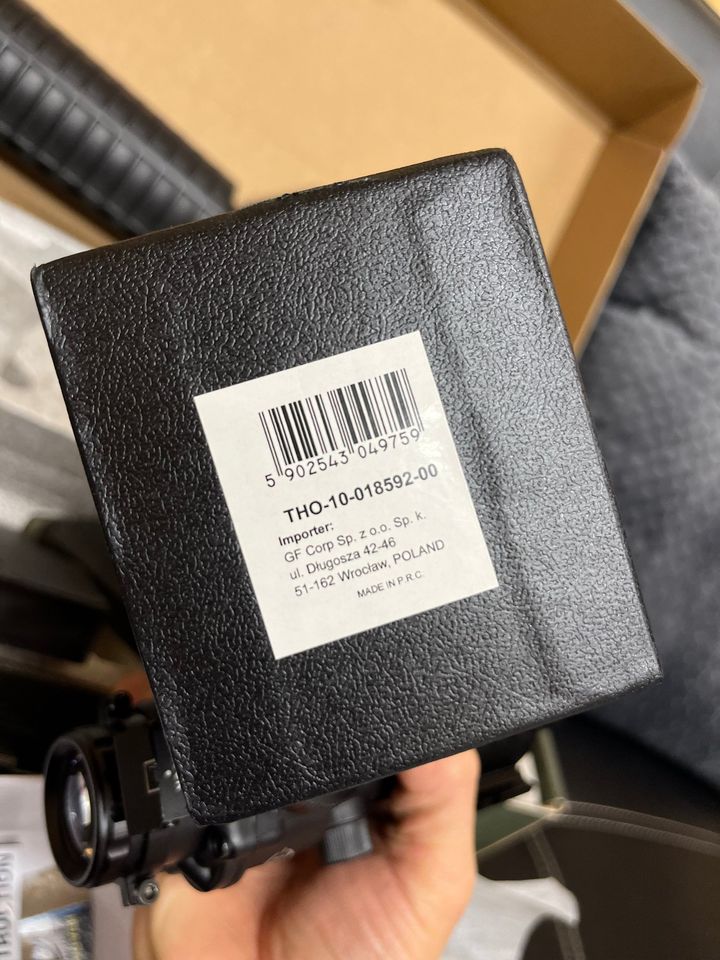 5 902543 049759
THO-10-018592-00
Importer:
GF Corp Sp. z o.o. Sp. k.
ul. Długosza 42-46
51-162 Wrocław, POLAND
MADE IN P.R.C.